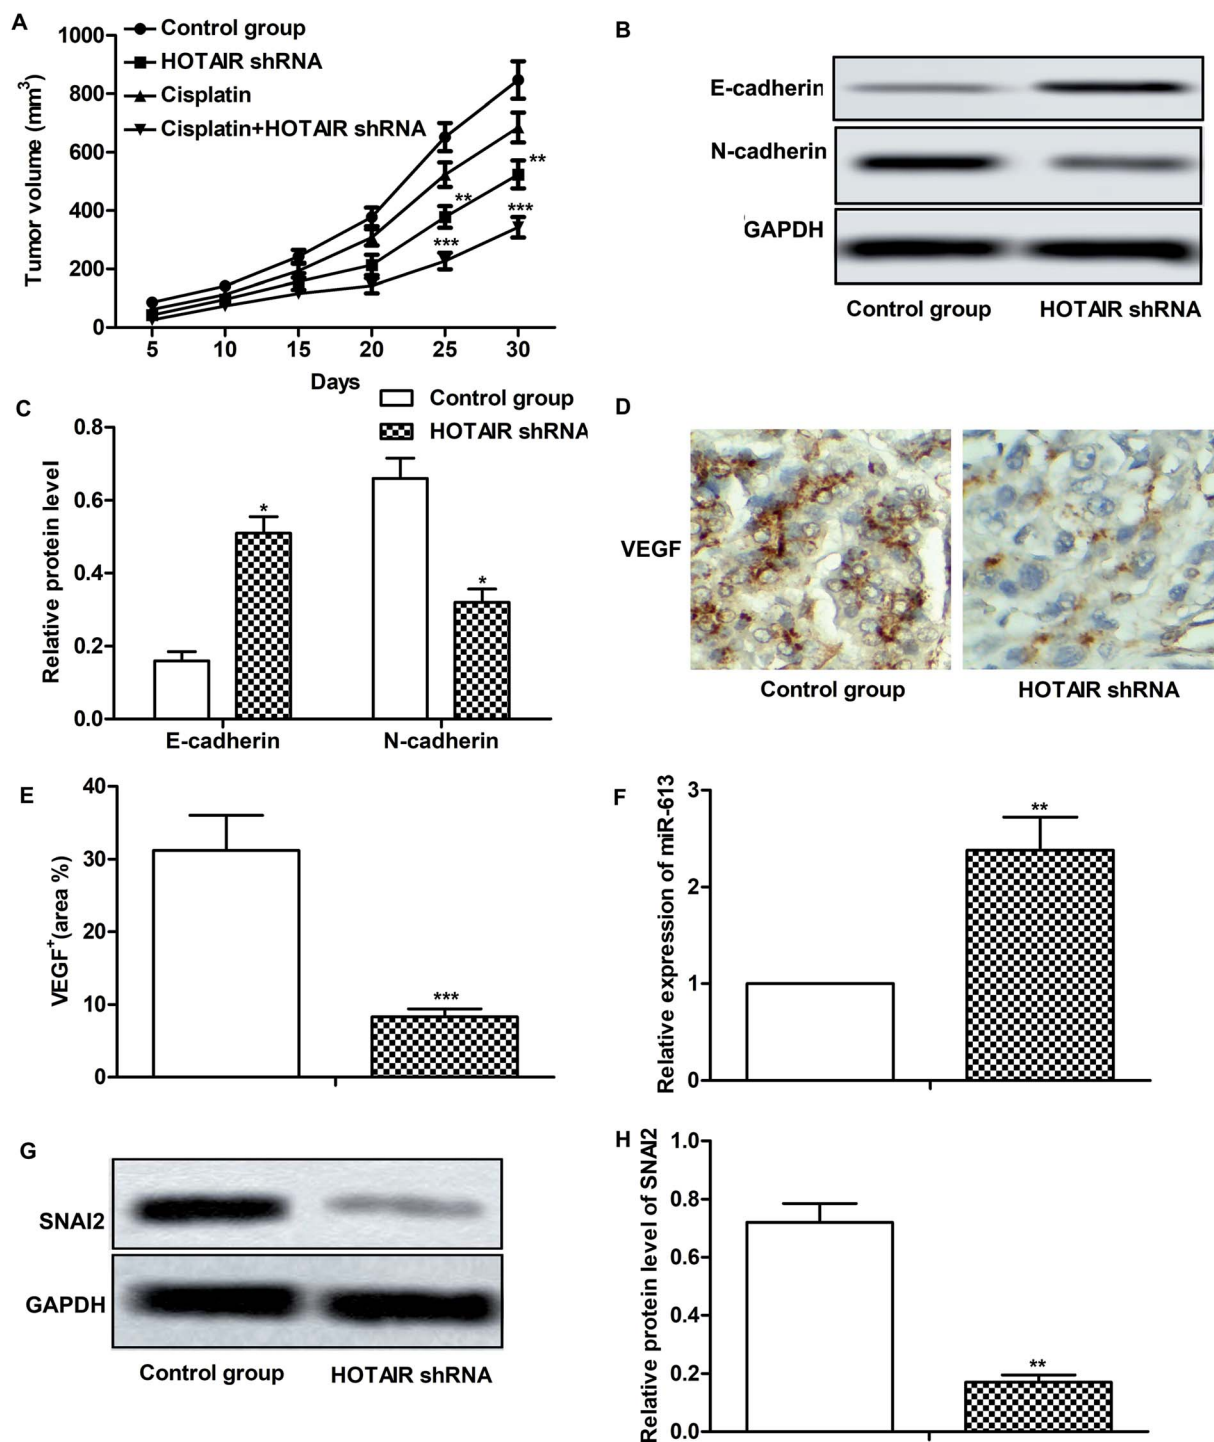 A
Control group
HOTAIR shRNA
Cisplatin
Cisplatin+HOTAIR shRNA
Tumor volume (mm³)
1000
800
600
400
200
0
**
**
***
***
5 10 15 20 25 30
Days
B
E-cadherin
N-cadherin
GAPDH
Control group HOTAIR shRNA
C
Control group
HOTAIR shRNA
Relative protein level
0.8
0.6
0.4
0.2
0.0
*
*
E-cadherin N-cadherin
D
VEGF
Control group HOTAIR shRNA
E
VEGF⁺(area %)
40
30
20
10
0
***
F
Relative expression of miR-613
3
2
1
0
**
G
SNAI2
GAPDH
Control group HOTAIR shRNA
H
Relative protein level of SNAI2
1.0
0.8
0.6
0.4
0.2
0.0
**